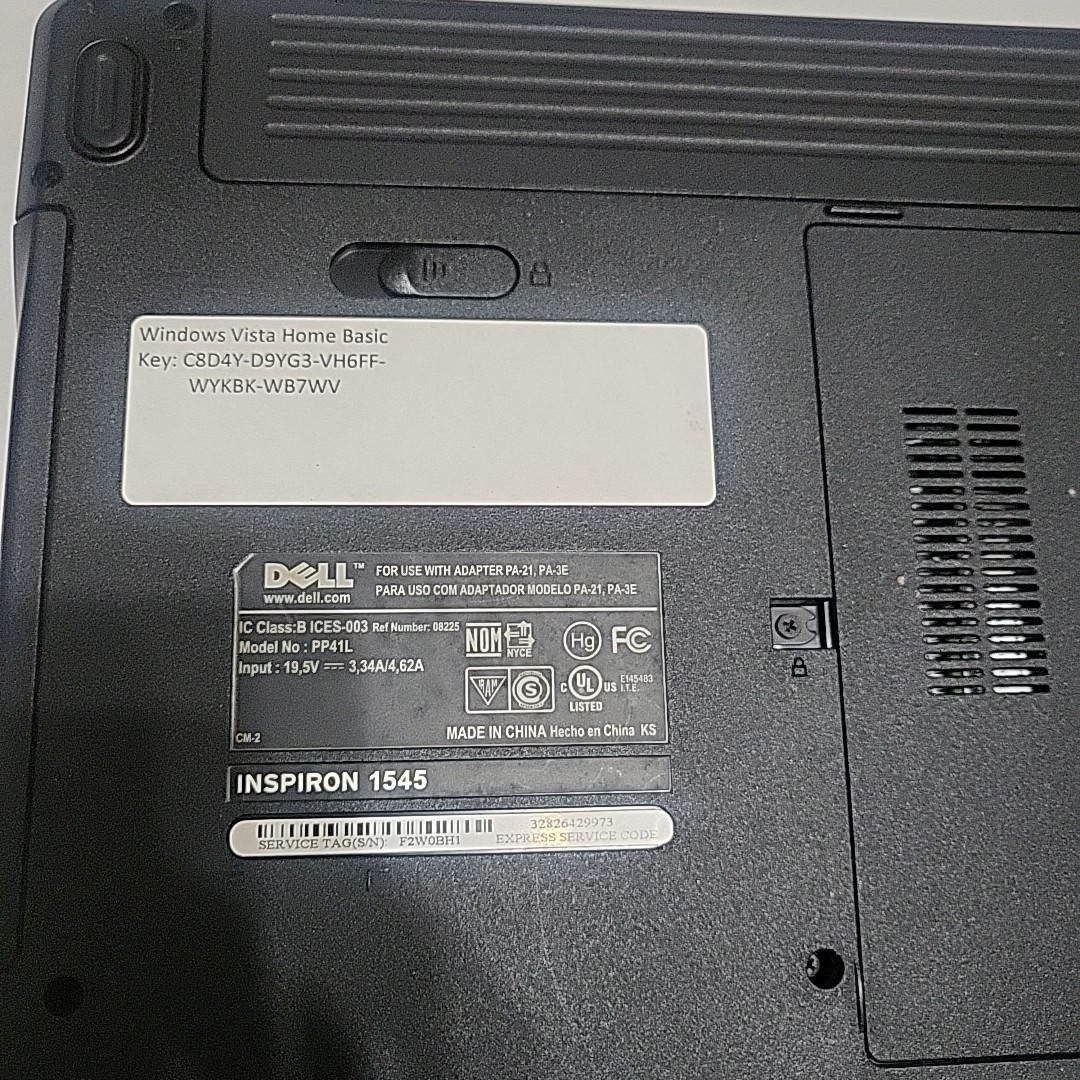 Windows Vista Home Basic
Key: C8D4Y-D9YG3-VH6FF-
WYKBK-WB7WV
DELL™
www.dell.com
FOR USE WITH ADAPTER PA-21, PA-3E
PARA USO COM ADAPTADOR MODELO PA-21, PA-3E
IC Class:B ICES-003 Ref Number: 08225
Model No : PP41L
Input : 19,5V 3,34A/4,62A
NOM NYCE Hg FC
IRAM S C UL US E145483
I.T.E.
LISTED
CM-2 MADE IN CHINA Hecho en China KS
INSPIRON 1545
32826429973
SERVICE TAG(S/N): F2W0BH1 EXPRESS SERVICE CODE